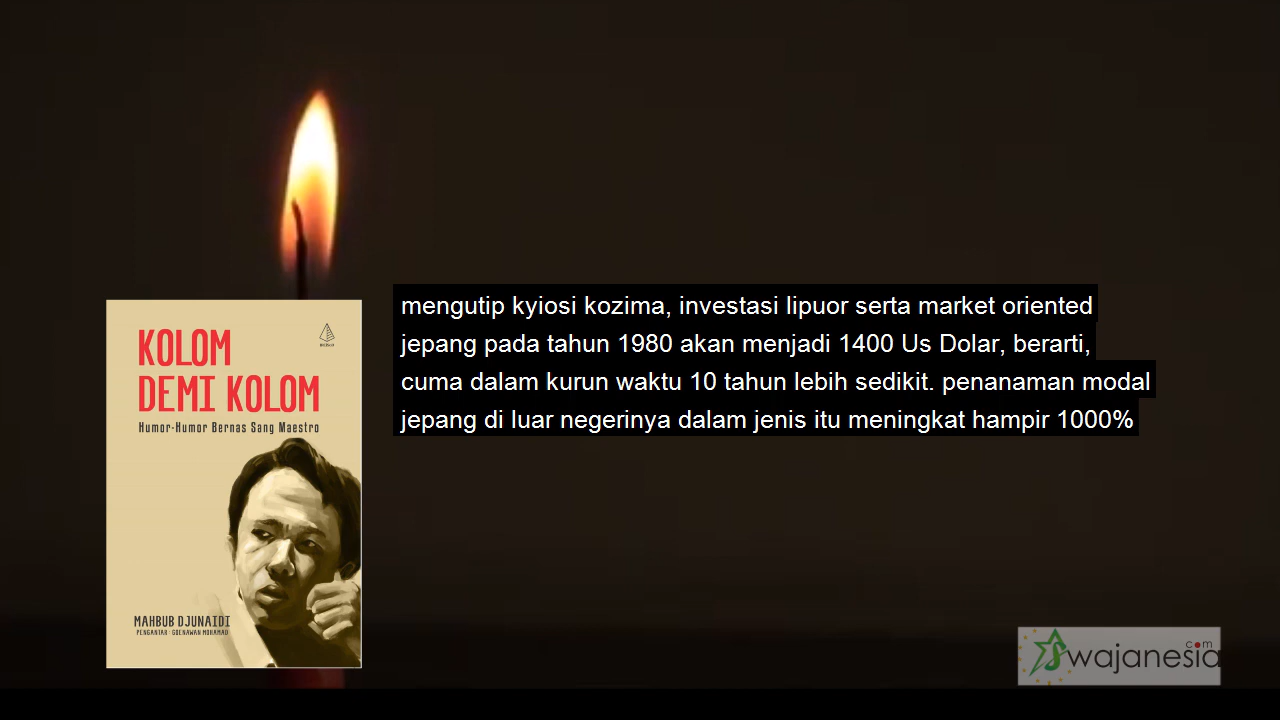 mengutip kyiosi kozima, investasi lipuor serta market oriented
jepang pada tahun 1980 akan menjadi 1400 Us Dolar, berarti,
cuma dalam kurun waktu 10 tahun lebih sedikit. penanaman modal
jepang di luar negerinya dalam jenis itu meningkat hampir 1000%
KOLOM
DEMI KOLOM
Humor-Humor Bernas Sang Maestro
MAHBUB DJUNAIDI
PENGANTAR: GOENAWAN MOHAMAD
swajanesia
com